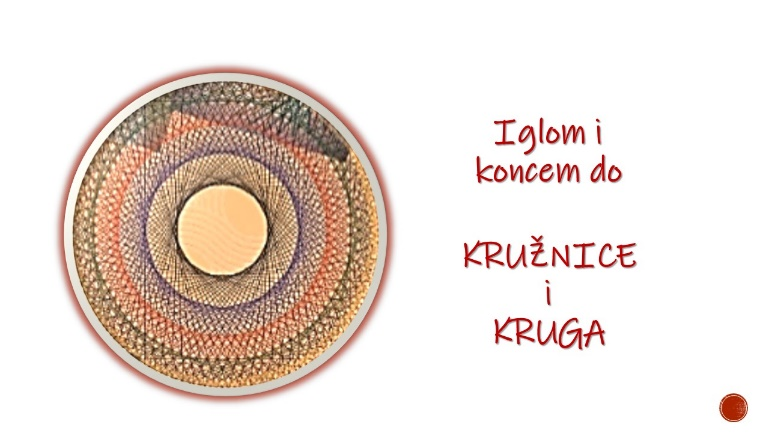 Iglom i
koncem do
KRUŽNICE
i
KRUGA